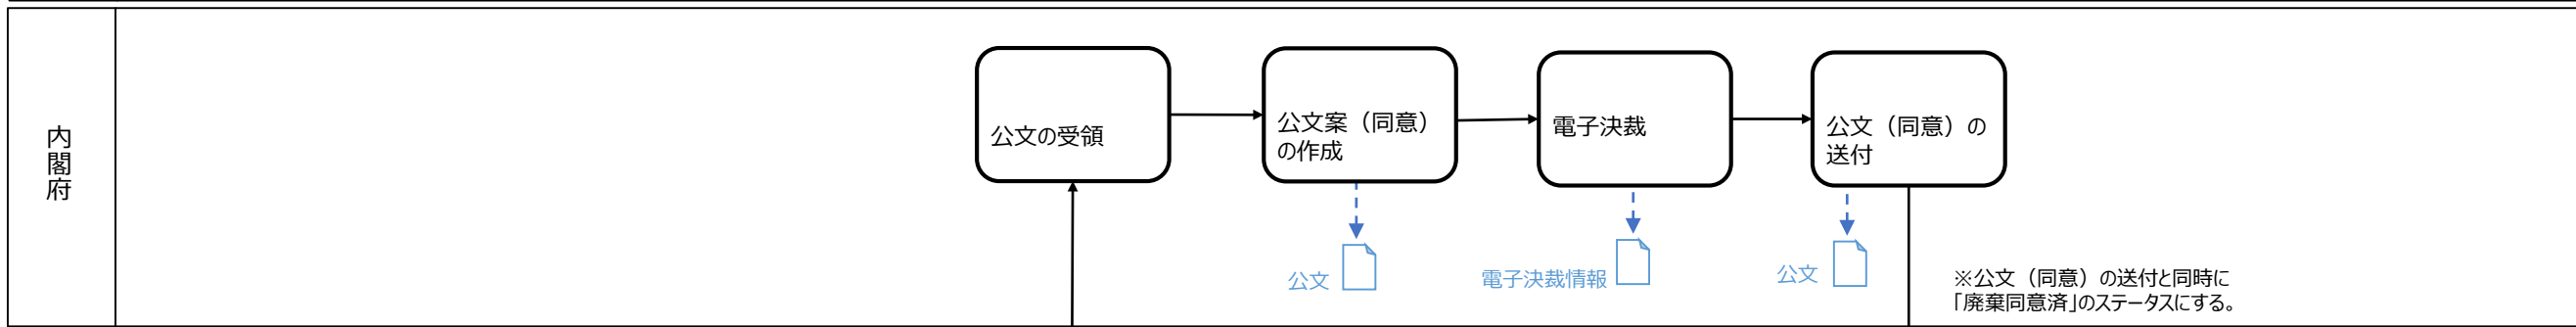 内閣府
公文の受領
公文案（同意）
の作成
電子決裁
公文（同意）の
送付
公文
電子決裁情報
公文
※公文（同意）の送付と同時に
「廃棄同意済」のステータスにする。